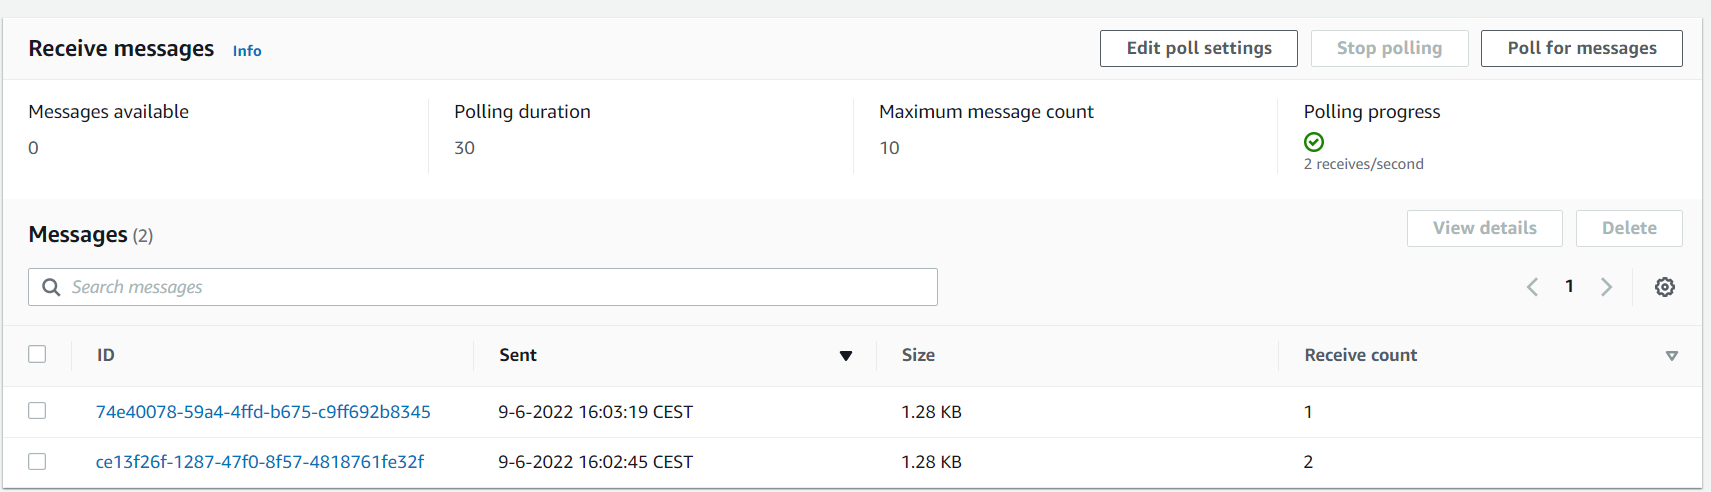 Receive messages Info Edit poll settings Stop polling Poll for messages
Messages available Polling duration Maximum message count Polling progress
0 30 10
2 receives/second
Messages (2) View details Delete
Search messages 1
ID Sent Size Receive count
74e40078-59a4-4ffd-b675-c9ff692b8345 9-6-2022 16:03:19 CEST 1.28 KB 1
ce13f26f-1287-47f0-8f57-4818761fe32f 9-6-2022 16:02:45 CEST 1.28 KB 2